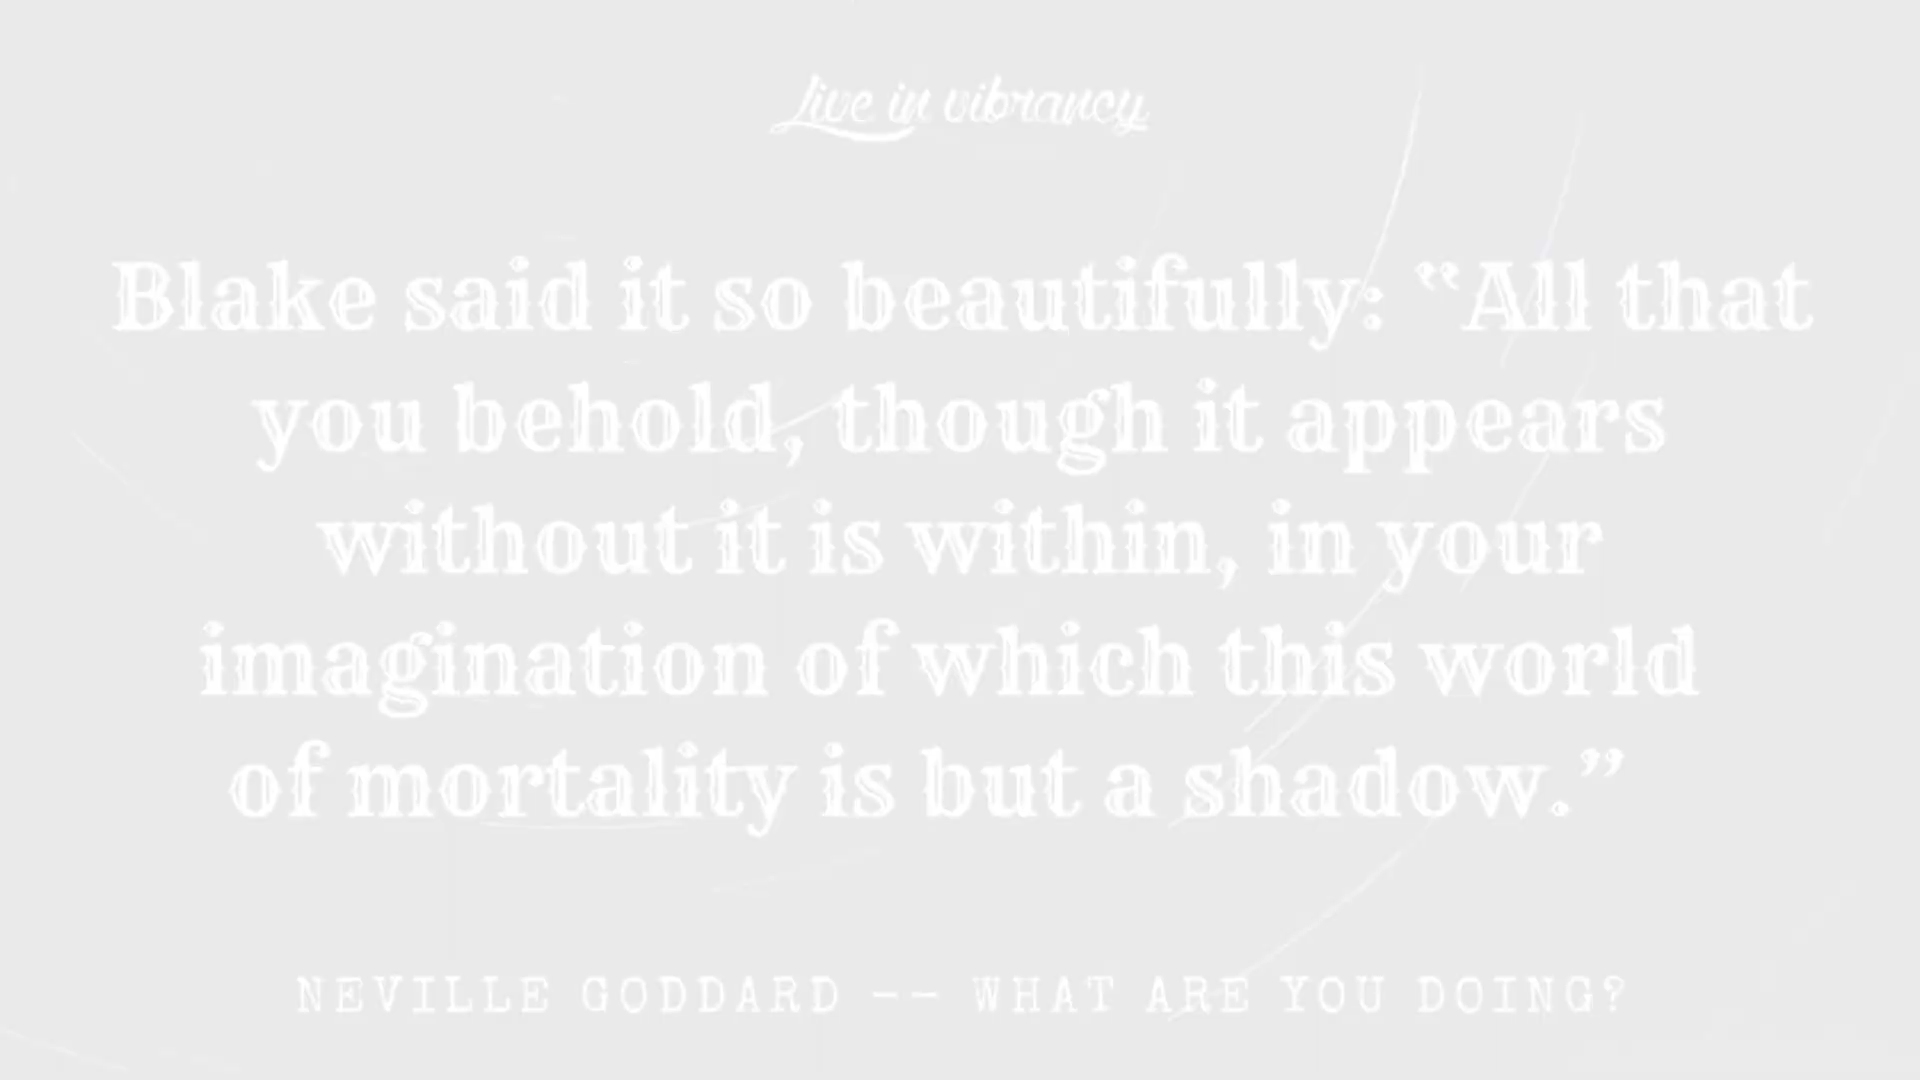 Live in vibrancy
Blake said it so beautifully: “All that
you behold, though it appears
without it is within, in your
imagination of which this world
of mortality is but a shadow.”
NEVILLE GODDARD -- WHAT ARE YOU DOING?